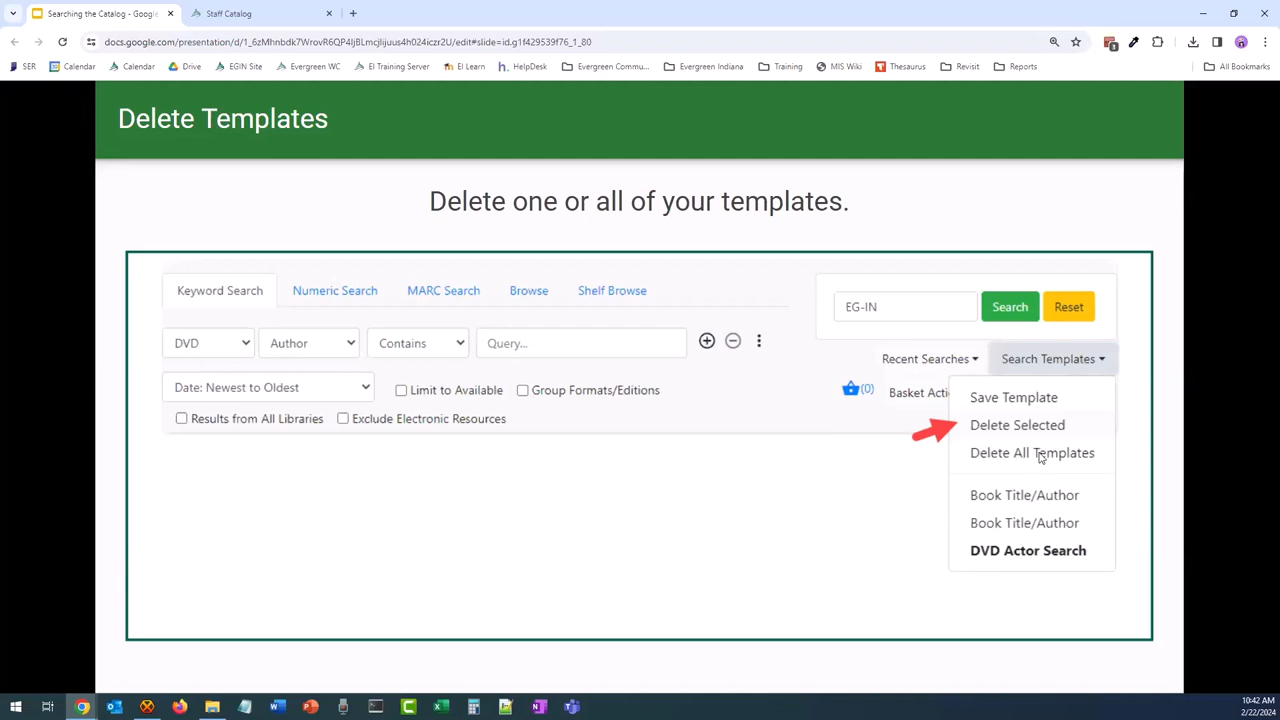 Searching the Catalog - Google
Staff Catalog
docs.google.com/presentation/d/1_6zMhnbdk7WrovR6QP4IjBLmcjlijuus4h024iczr2U/edit#slide=id.g1f429539f76_1_80
SER
Calendar
Calendar
Drive
EGIN Site
Evergreen WC
EI Training Server
EI Learn
HelpDesk
Evergreen Commu...
Evergreen Indiana
Training
MIS Wiki
Thesaurus
Revisit
Reports
All Bookmarks
Delete Templates
Delete one or all of your templates.
Keyword Search
Numeric Search
MARC Search
Browse
Shelf Browse
EG-IN
Search
Reset
DVD
Author
Contains
Query...
Recent Searches
Search Templates
Date: Newest to Oldest
Limit to Available
Group Formats/Editions
(0)
Basket Acti
Results from All Libraries
Exclude Electronic Resources
Save Template
Delete Selected
Delete All Templates
Book Title/Author
Book Title/Author
DVD Actor Search
10:42 AM
2/22/2024